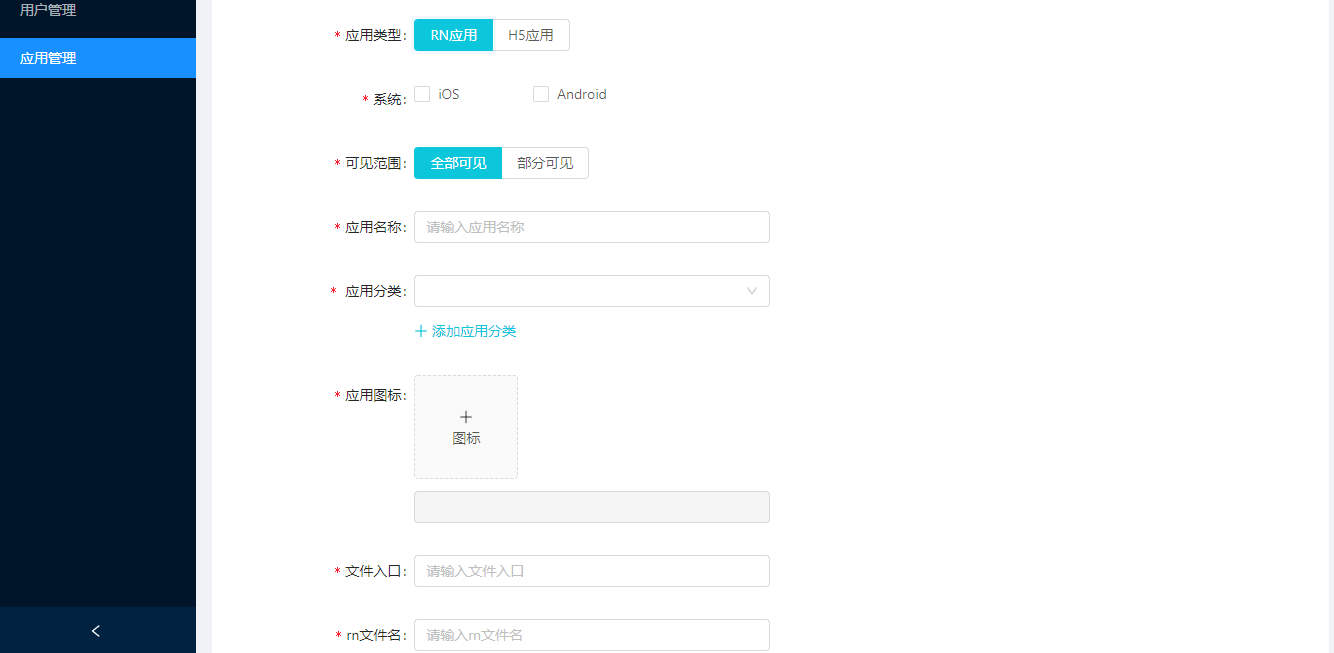 用户管理
应用管理
* 应用类型: RN应用 H5应用
* 系统: iOS Android
* 可见范围: 全部可见 部分可见
* 应用名称: 请输入应用名称
* 应用分类:
+ 添加应用分类
* 应用图标:
+
图标
* 文件入口: 请输入文件入口
* rn文件名: 请输入rn文件名